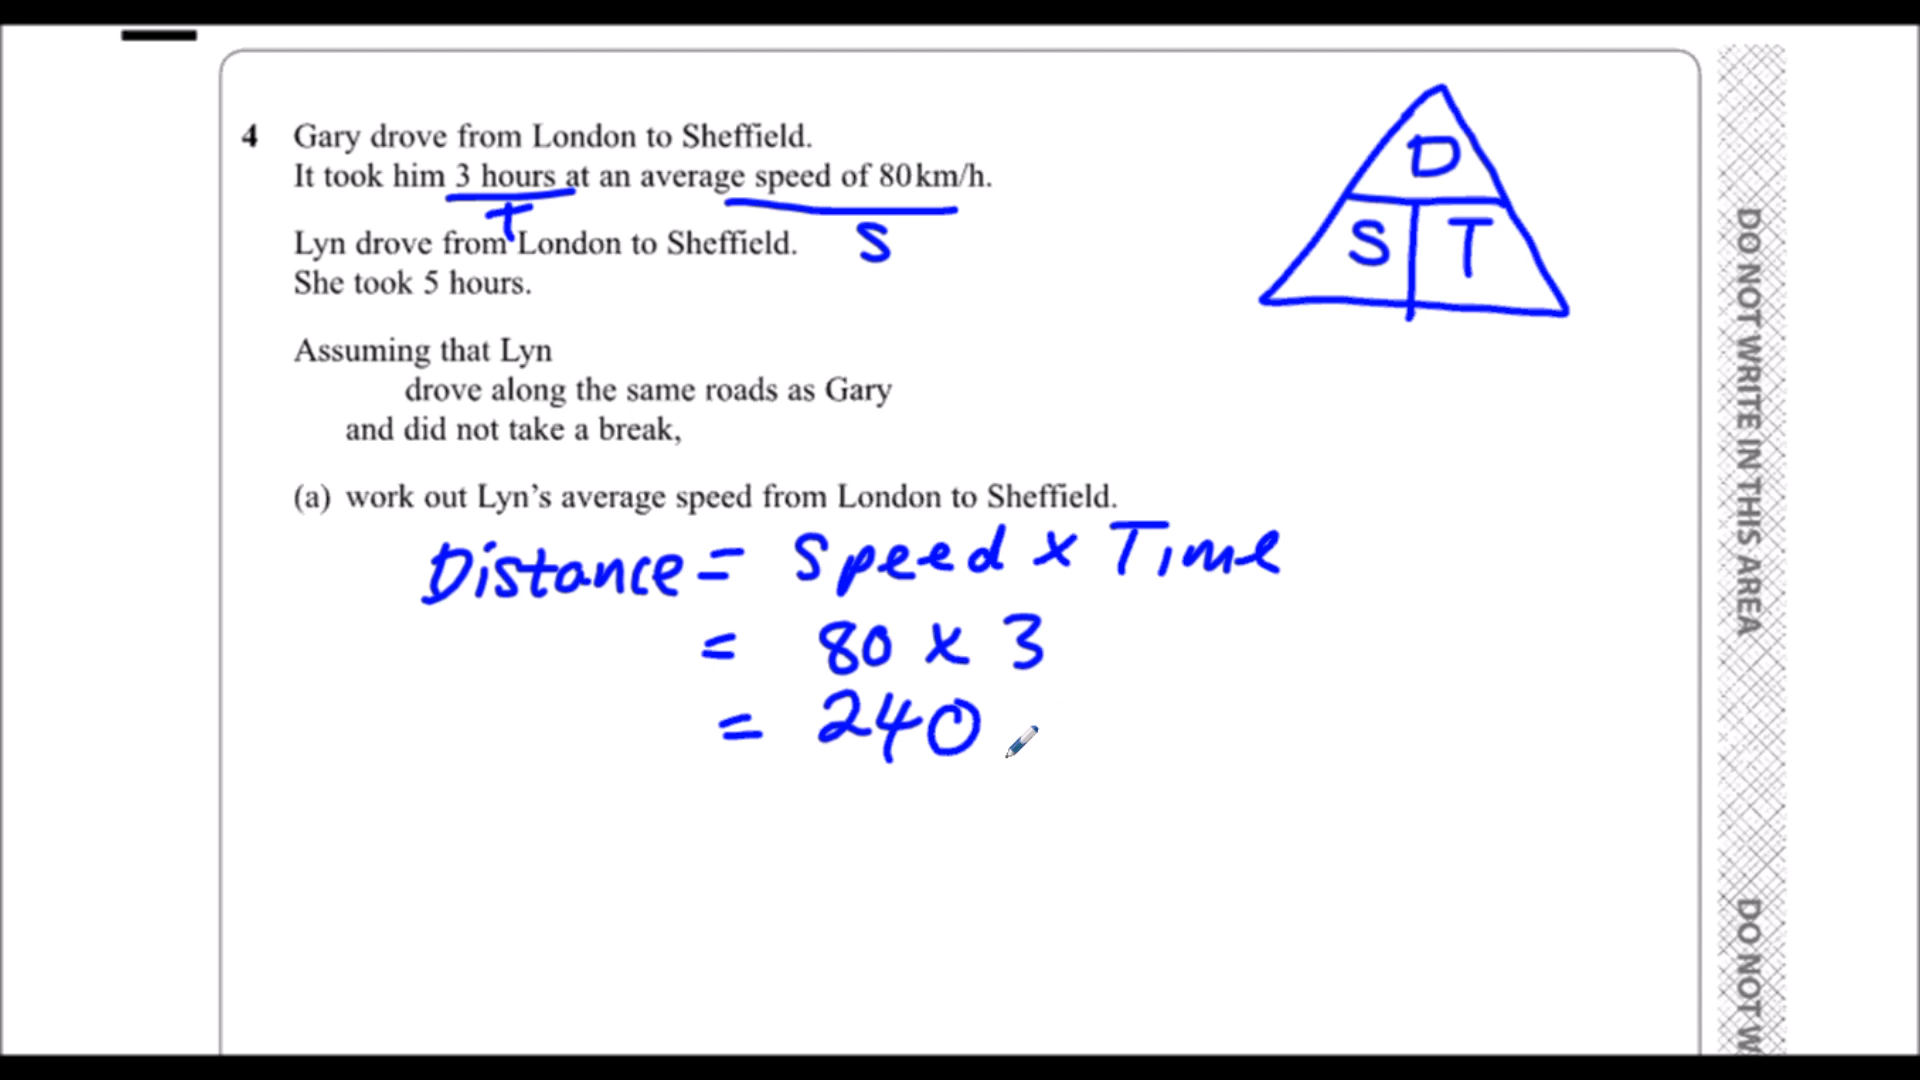 4 Gary drove from London to Sheffield.
It took him 3 hours at an average speed of 80 km/h.
T
S
Lyn drove from London to Sheffield.
She took 5 hours.
Assuming that Lyn
drove along the same roads as Gary
and did not take a break,
(a) work out Lyn's average speed from London to Sheffield.
Distance = Speed x Time
= 80 x 3
= 240
D
S T
DO NOT WRITE IN THIS AREA
DO NOT W